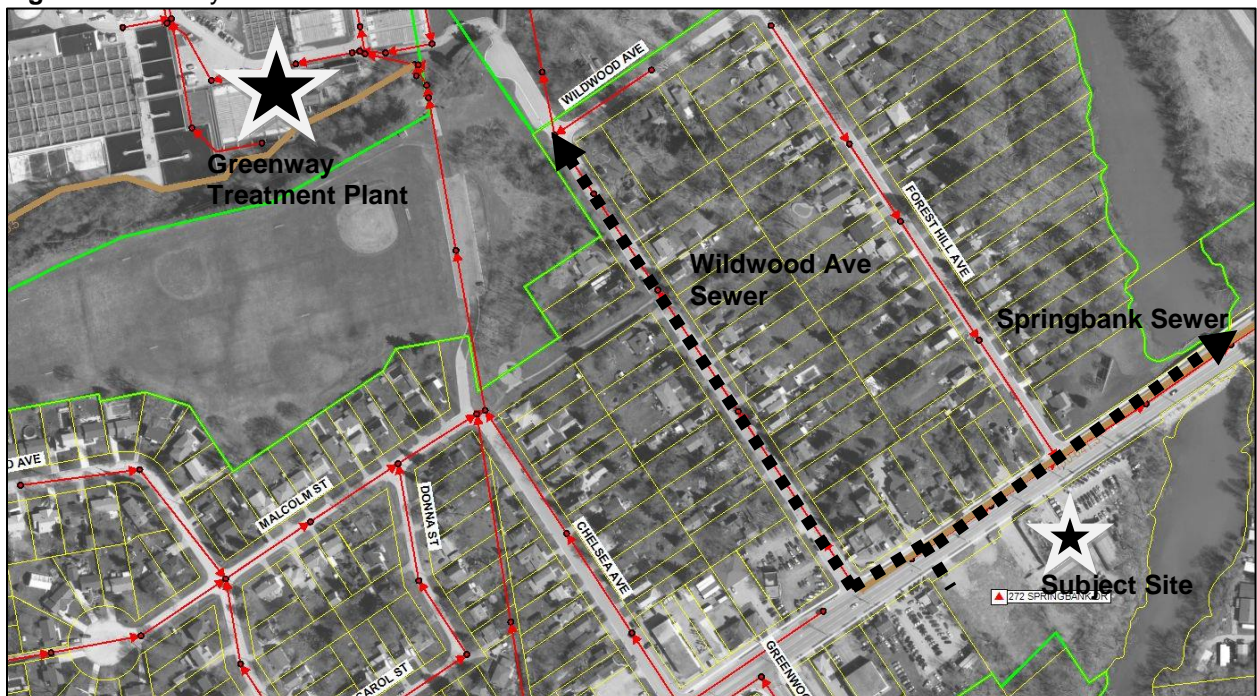 WILDWOOD AVE
Greenway
Treatment Plant
FOREST HILL AVE
Wildwood Ave
Sewer
Springbank Sewer
MALCOLM ST
DONNA ST
CHELSEA AVE
Subject Site
272 SPRINGBANK DR
CAROL ST